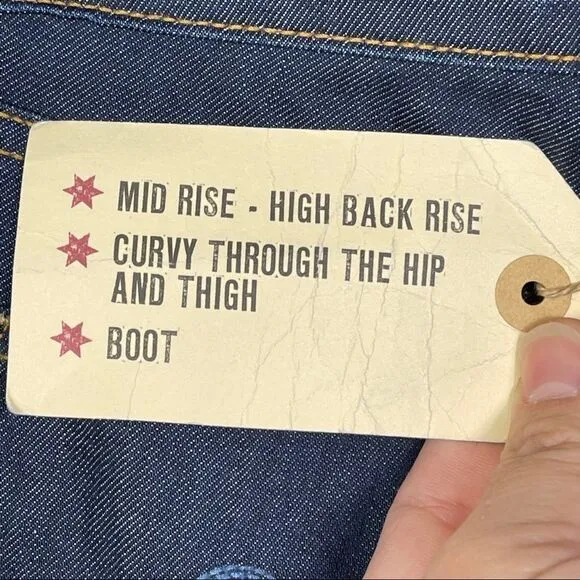 MID RISE - HIGH BACK RISE
CURVY THROUGH THE HIP
AND THIGH
BOOT